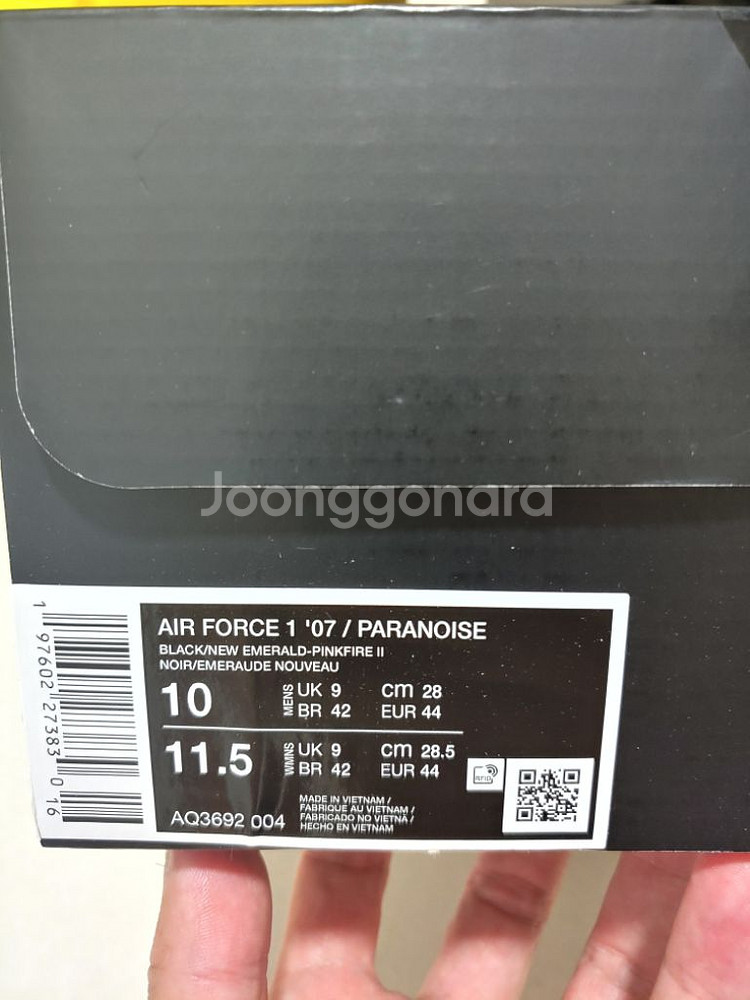 Joonggonara
AIR FORCE 1 '07 / PARANOISE
BLACK/NEW EMERALD-PINKFIRE II
NOIR/EMERAUDE NOUVEAU
10 MENS UK 9 cm 28
BR 42 EUR 44
11.5 WMNS UK 9 cm 28.5
BR 42 EUR 44
RFID
AQ3692 004
MADE IN VIETNAM /
FABRIQUE AU VIETNAM /
FABRICADO NO VIETNÃ /
HECHO EN VIETNAM
1 97602 27383 0 16